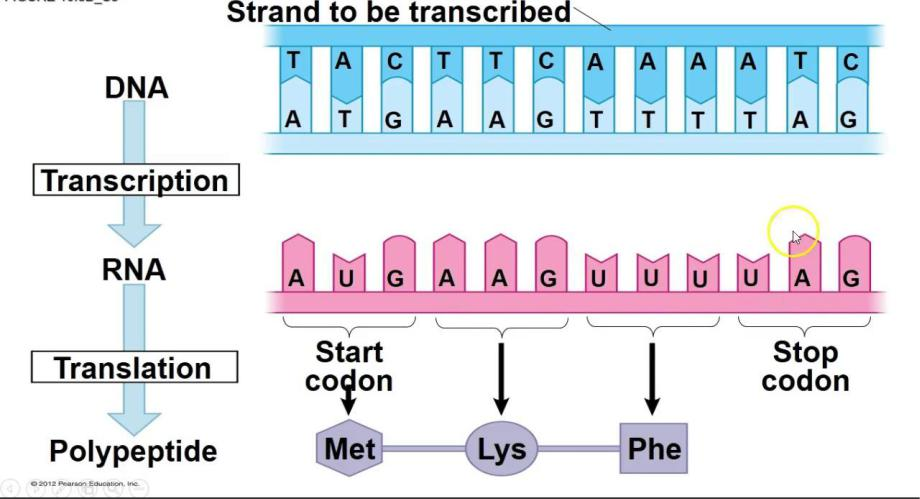 Strand to be transcribed
T A C T T C A A A A T C
A T G A A G T T T T A G
DNA
Transcription
RNA
A U G A A G U U U U A G
Start
codon
Stop
codon
Translation
Met Lys Phe
Polypeptide
© 2012 Pearson Education, Inc.